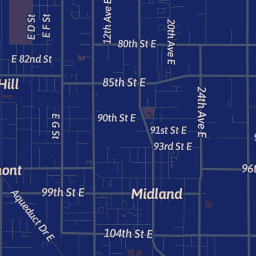 E D St
E F St
12th Ave E
20th Ave E
80th St E
E 82nd St
Hill
85th St E
24th Ave E
90th St E
E G St
91st St E
93rd St E
mont
96t
99th St E
Midland
Aqueduct Dr E
104th St E